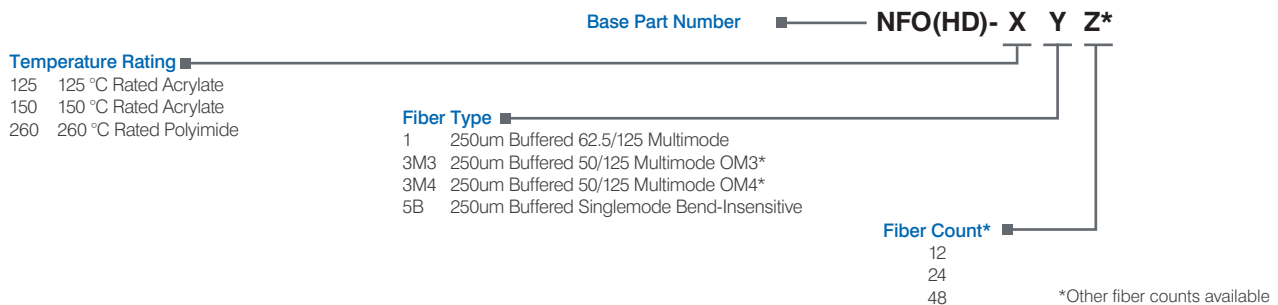 Base Part Number NFO(HD)- X Y Z*
Temperature Rating
125 125 °C Rated Acrylate
150 150 °C Rated Acrylate
260 260 °C Rated Polyimide
Fiber Type
1 250um Buffered 62.5/125 Multimode
3M3 250um Buffered 50/125 Multimode OM3*
3M4 250um Buffered 50/125 Multimode OM4*
5B 250um Buffered Singlemode Bend-Insensitive
Fiber Count*
12
24
48
*Other fiber counts available